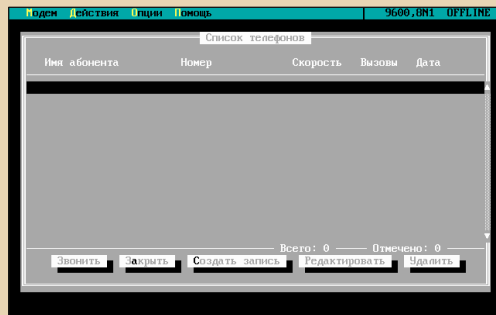 Модем Действия Опции Помощь 9600,8N1 OFFLINE
Список телефонов
Имя абонента Номер Скорость Вызовы Дата
Всего: 0 Отмечено: 0
Звонить Закрыть Создать запись Редактировать Удалить